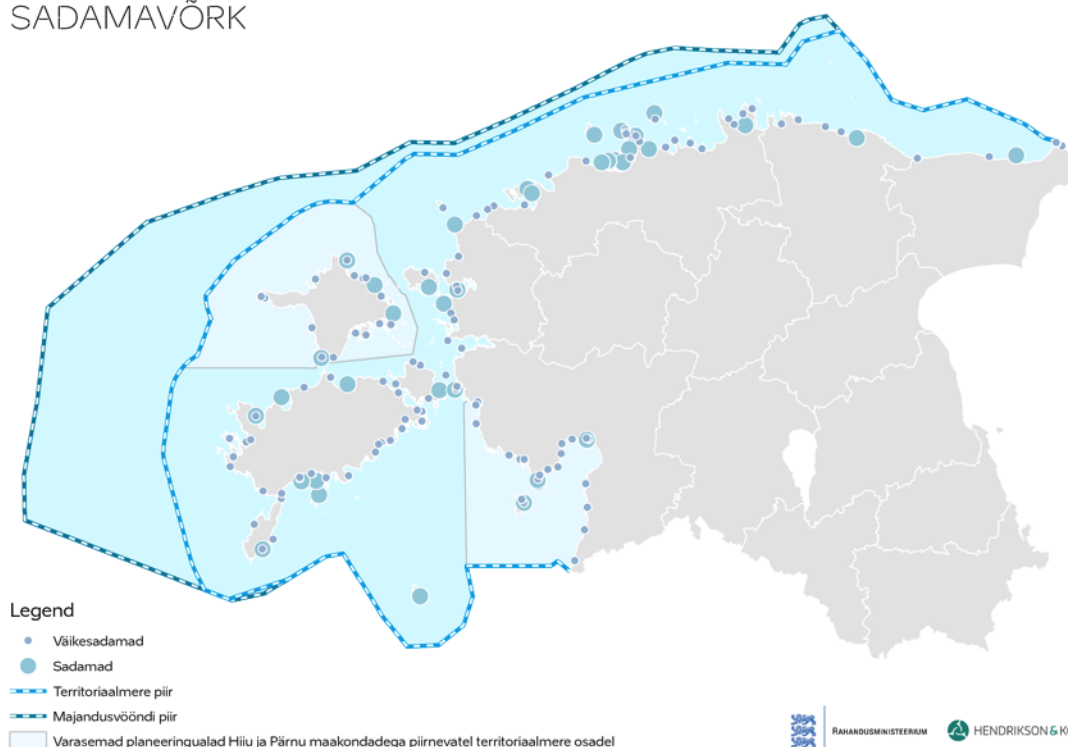 SADAMAVÕRK
Legend
Väikesadamad
Sadamad
Territoriaalmere piir
Majandusvööndi piir
Varasemad planeeringualad Hiiu ja Pärnu maakondadega piirnevatel territoriaalmere osadel
RAHANDUSMINISTEERIUM
HENDRIKSON & KO